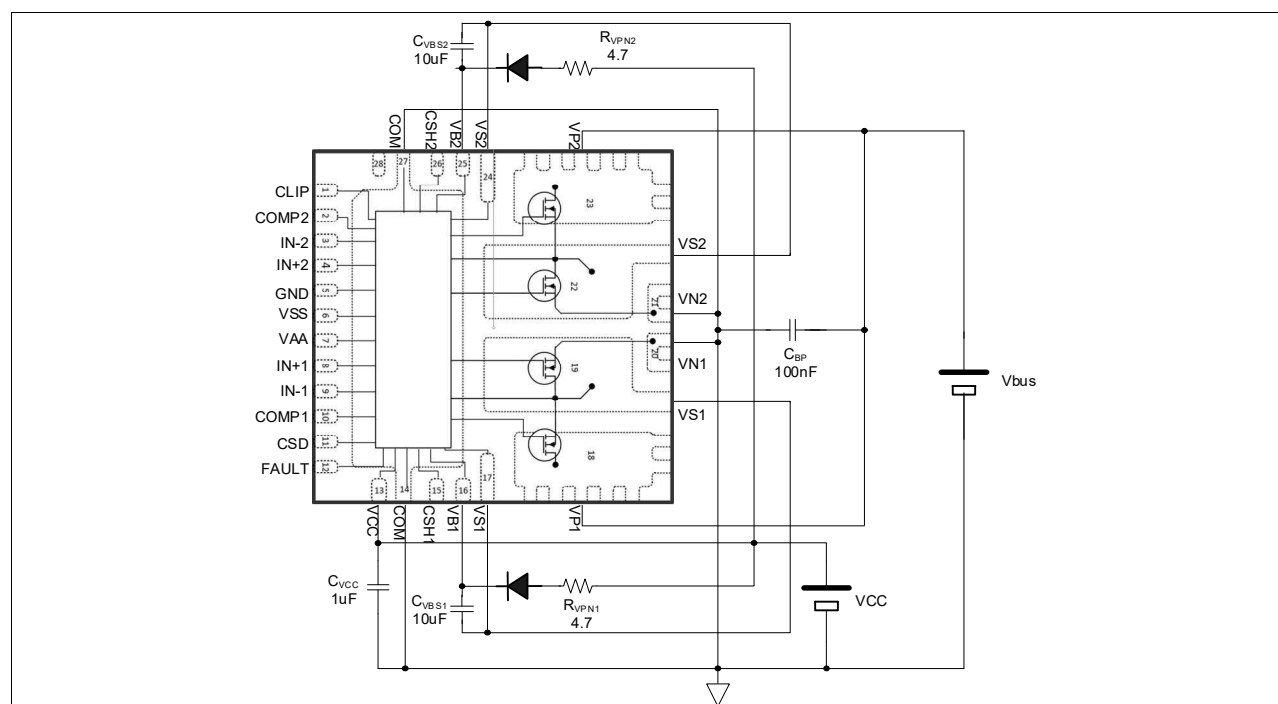 CVBS2
10uF
RVPN2
4.7
COM
CSH2
VB2
VS2
VP2
28
27
26
25
24
23
CLIP
1
COMP2
2
IN-2
3
IN+2
4
GND
5
VSS
6
VAA
7
IN+1
8
IN-1
9
COMP1
10
CSD
11
FAULT
12
22
VS2
VN2
21
20
VN1
19
VS1
18
CBP
100nF
Vbus
13
14
15
16
17
VCC
COM
CSH1
VB1
VS1
VP1
CVCC
1uF
CVBS1
10uF
RVPN1
4.7
VCC